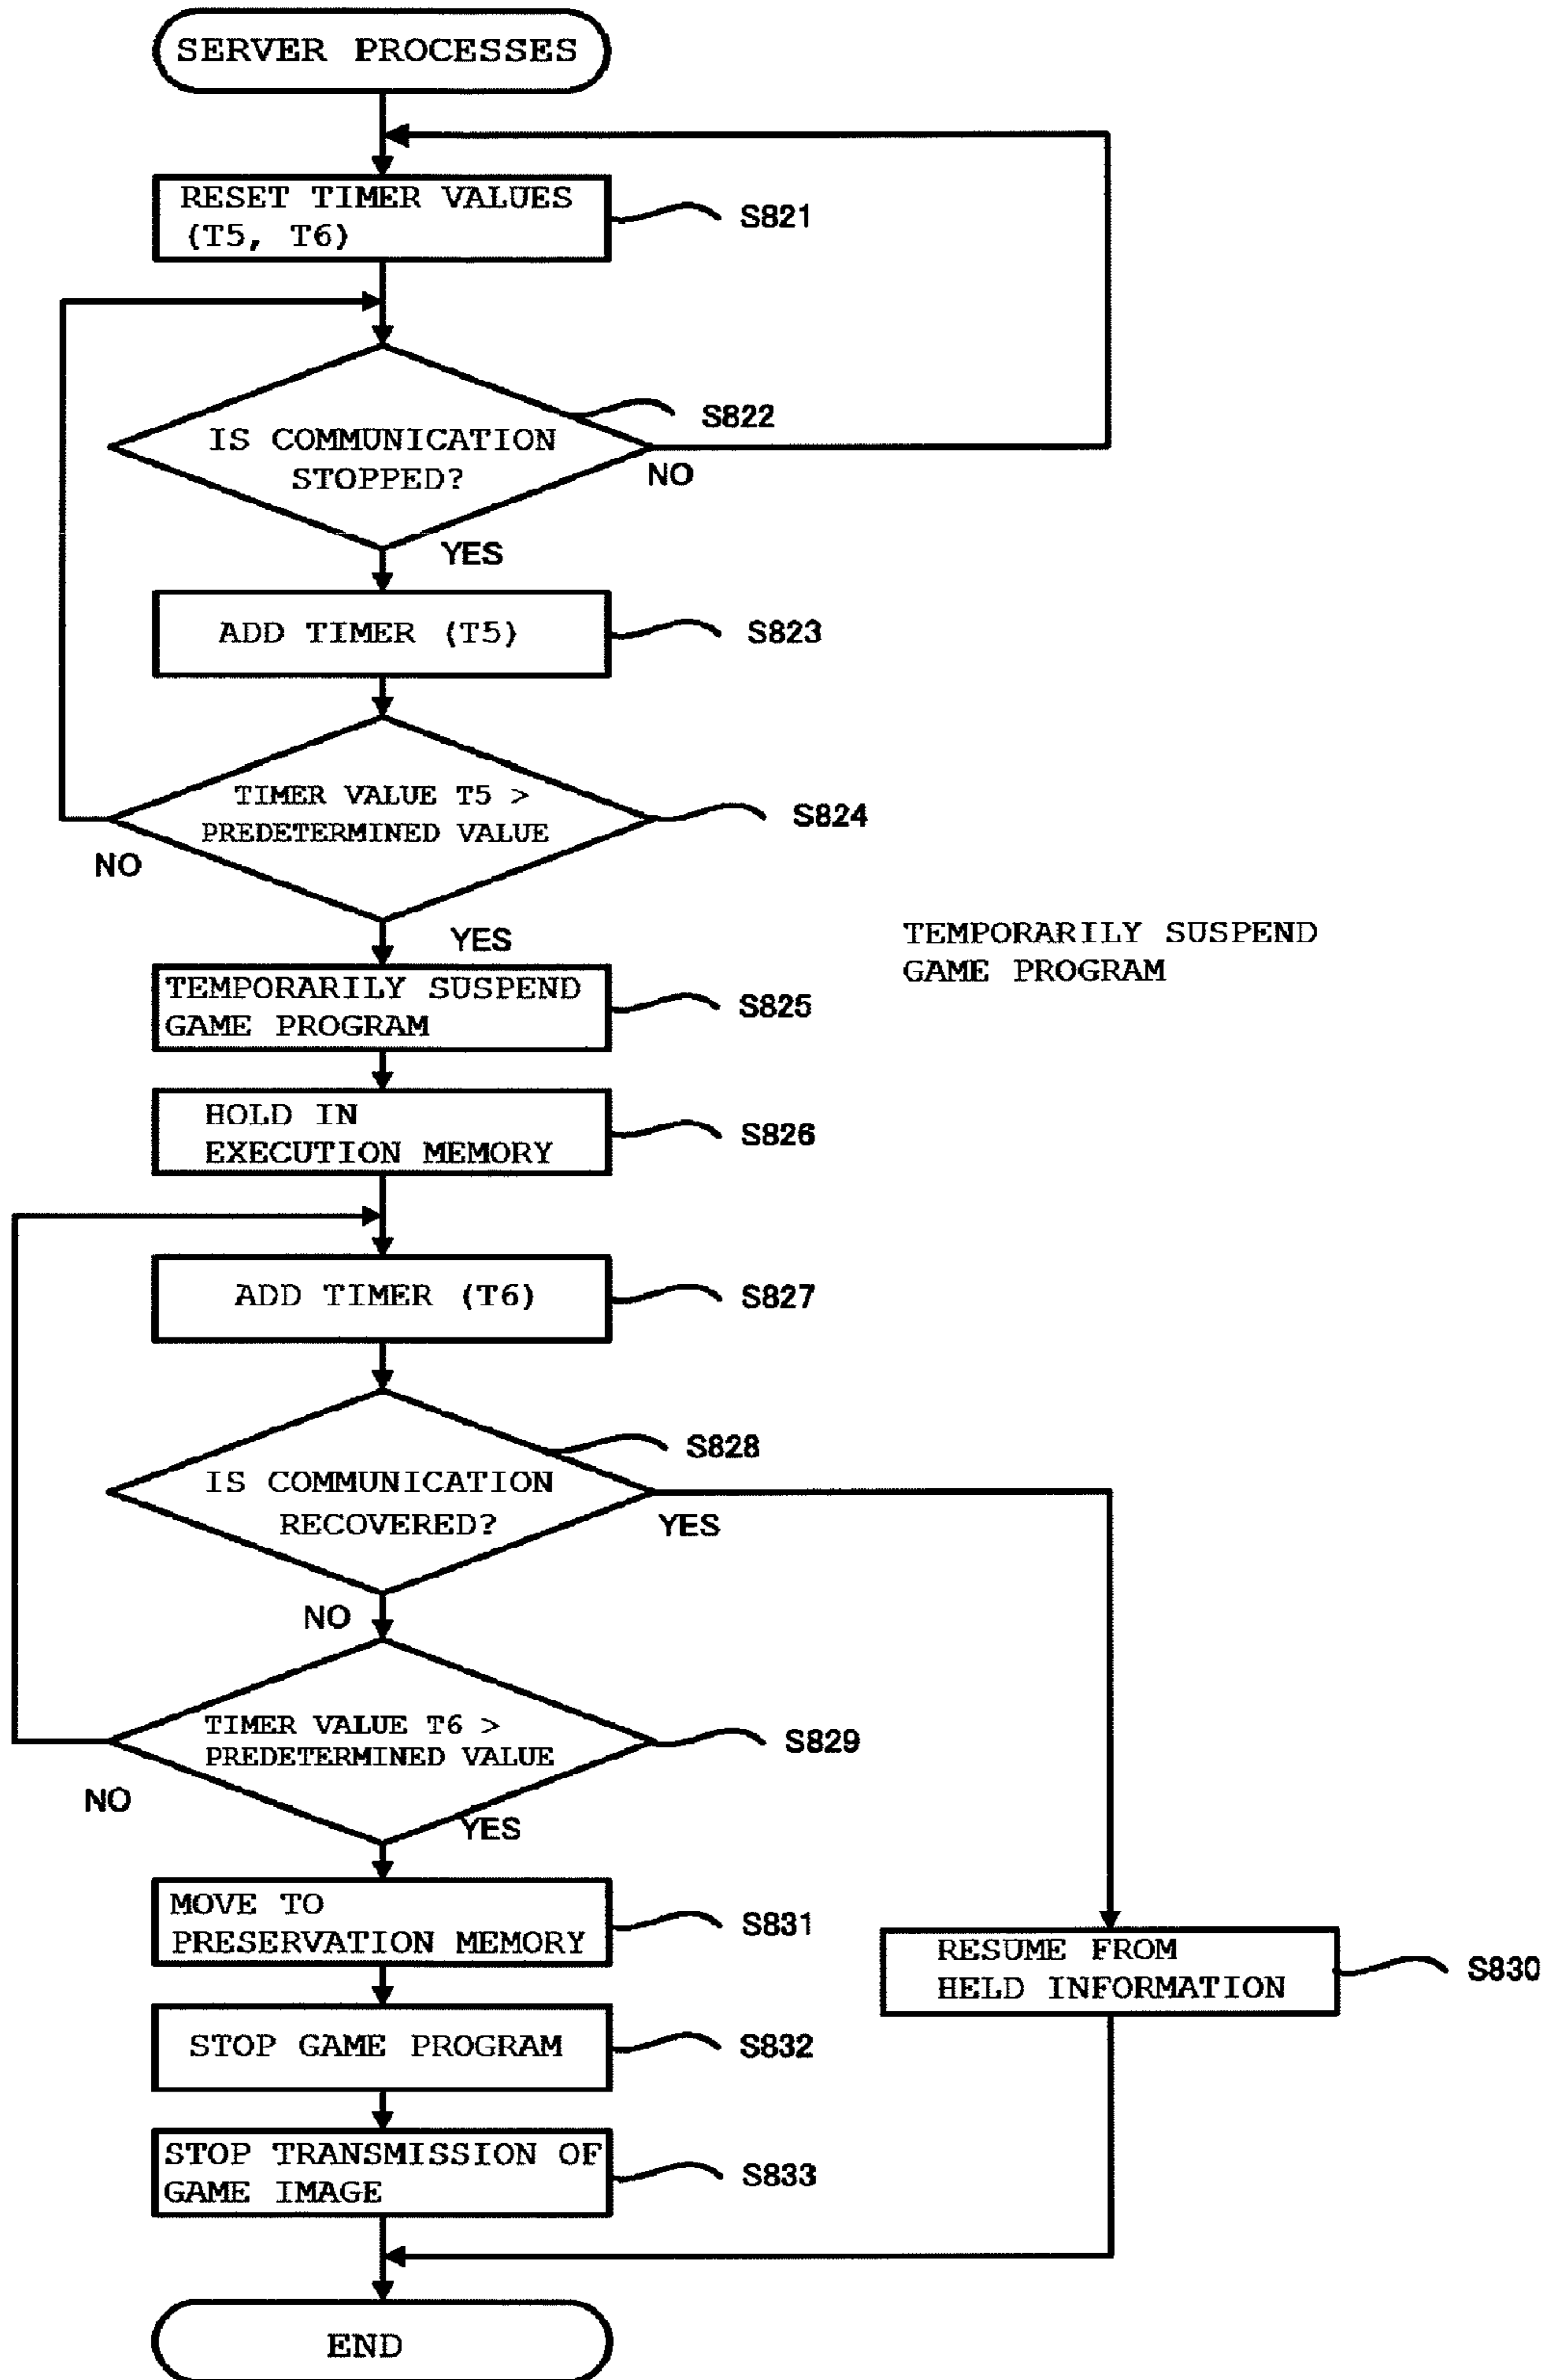 SERVER PROCESSES
RESET TIMER VALUES
(T5, T6)
S821
S822
IS COMMUNICATION
STOPPED?
NO
YES
ADD TIMER (T5)
S823
TIMER VALUE T5 >
PREDETERMINED VALUE
S824
NO
YES
TEMPORARILY SUSPEND
GAME PROGRAM
TEMPORARILY SUSPEND
GAME PROGRAM
S825
HOLD IN
EXECUTION MEMORY
S826
ADD TIMER (T6)
S827
S828
IS COMMUNICATION
RECOVERED?
YES
NO
TIMER VALUE T6 >
PREDETERMINED VALUE
S829
NO
YES
MOVE TO
PRESERVATION MEMORY
S831
RESUME FROM
HELD INFORMATION
S830
STOP GAME PROGRAM
S832
STOP TRANSMISSION OF
GAME IMAGE
S833
END